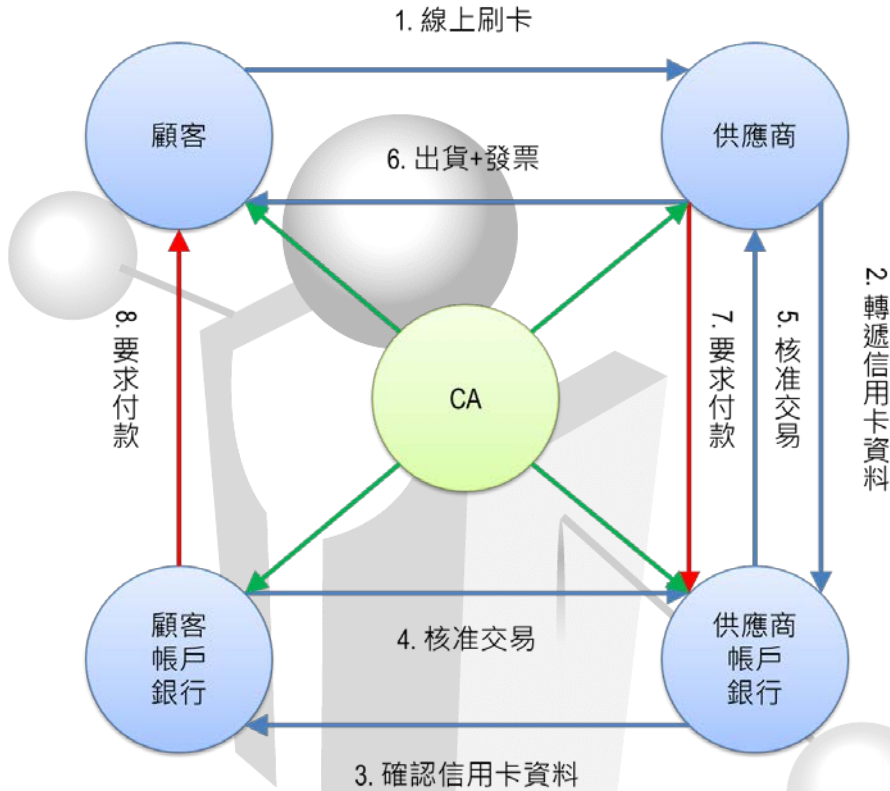 1. 線上刷卡
顧客
供應商
6. 出貨+發票
2. 轉遞信用卡資料
8. 要求付款
7. 要求付款
5. 核准交易
CA
顧客
帳戶
銀行
4. 核准交易
供應商
帳戶
銀行
3. 確認信用卡資料